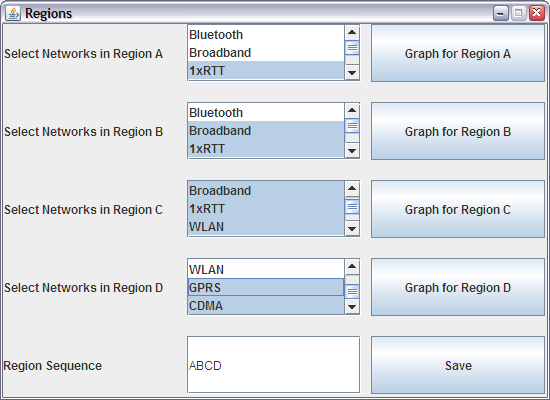 Regions
Select Networks in Region A
Bluetooth
Broadband
1xRTT
Graph for Region A
Select Networks in Region B
Bluetooth
Broadband
1xRTT
Graph for Region B
Select Networks in Region C
Broadband
1xRTT
WLAN
Graph for Region C
Select Networks in Region D
WLAN
GPRS
CDMA
Graph for Region D
Region Sequence
ABCD
Save